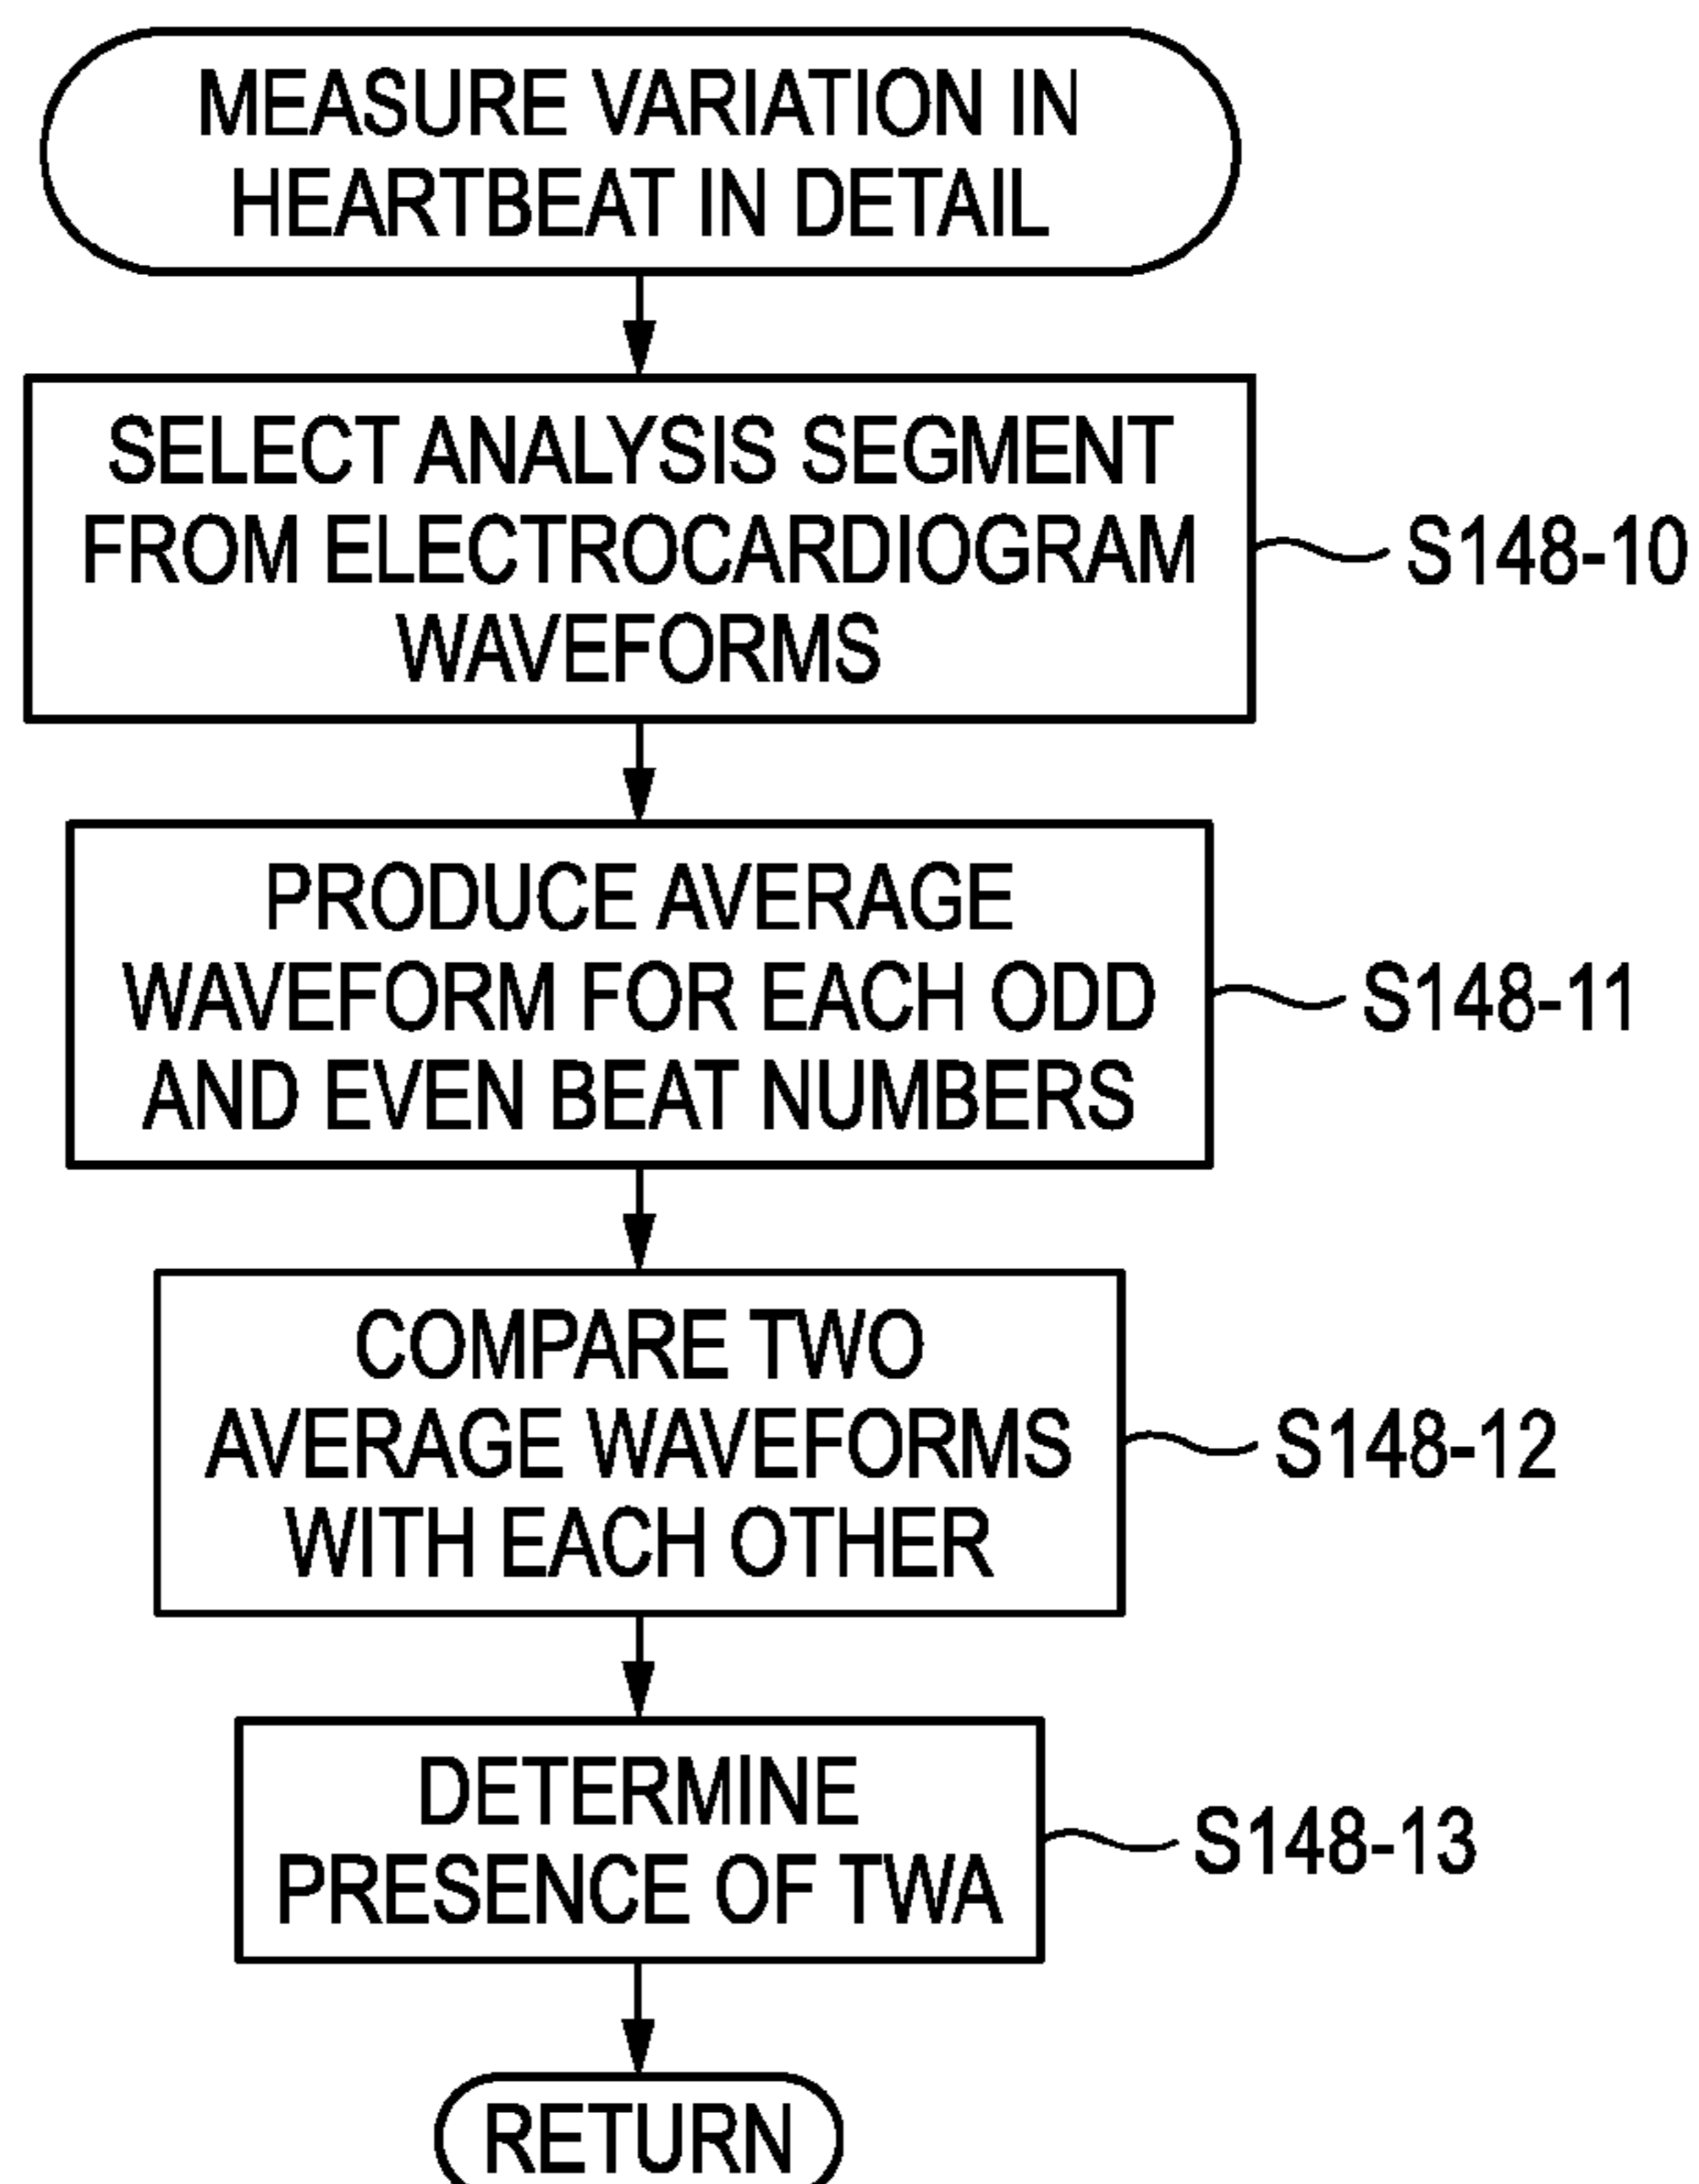 MEASURE VARIATION IN
HEARTBEAT IN DETAIL
SELECT ANALYSIS SEGMENT
FROM ELECTROCARDIOGRAM
WAVEFORMS
S148-10
PRODUCE AVERAGE
WAVEFORM FOR EACH ODD
AND EVEN BEAT NUMBERS
S148-11
COMPARE TWO
AVERAGE WAVEFORMS
WITH EACH OTHER
S148-12
DETERMINE
PRESENCE OF TWA
S148-13
RETURN